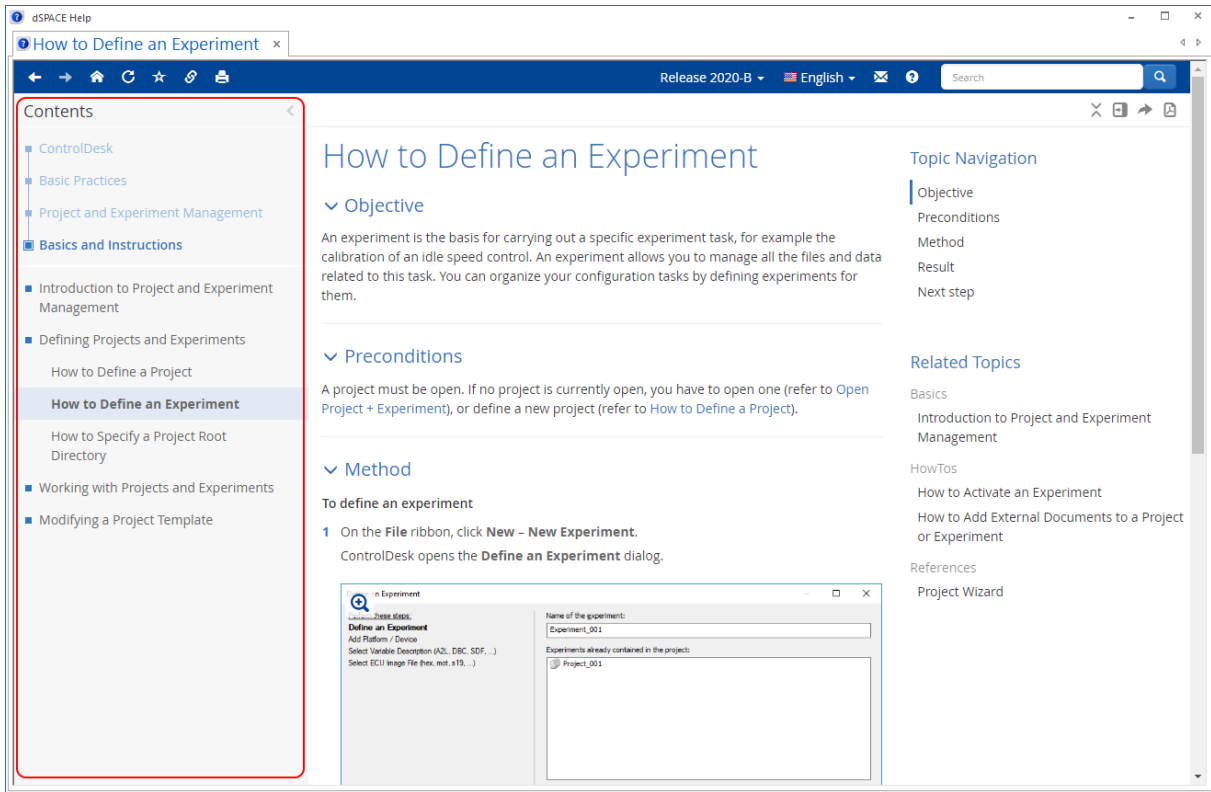 dSPACE Help
How to Define an Experiment
Release 2020-B
English
Search
Contents
ControlDesk
Basic Practices
Project and Experiment Management
Basics and Instructions
Introduction to Project and Experiment
Management
Defining Projects and Experiments
How to Define a Project
How to Define an Experiment
How to Specify a Project Root
Directory
Working with Projects and Experiments
Modifying a Project Template
How to Define an Experiment
Objective
An experiment is the basis for carrying out a specific experiment task, for example the
calibration of an idle speed control. An experiment allows you to manage all the files and data
related to this task. You can organize your configuration tasks by defining experiments for
them.
Preconditions
A project must be open. If no project is currently open, you have to open one (refer to Open
Project + Experiment), or define a new project (refer to How to Define a Project).
Method
To define an experiment
1 On the File ribbon, click New – New Experiment.
ControlDesk opens the Define an Experiment dialog.
an Experiment
these steps:
Define an Experiment
Add Platform / Device
Select Variable Description (A2L, DBC, SDF, ...)
Select ECU Image File (hex, mot, s19, ...)
Name of the experiment:
Experiment_001
Experiments already contained in the project:
Project_001
Topic Navigation
Objective
Preconditions
Method
Result
Next step
Related Topics
Basics
Introduction to Project and Experiment
Management
HowTos
How to Activate an Experiment
How to Add External Documents to a Project
or Experiment
References
Project Wizard